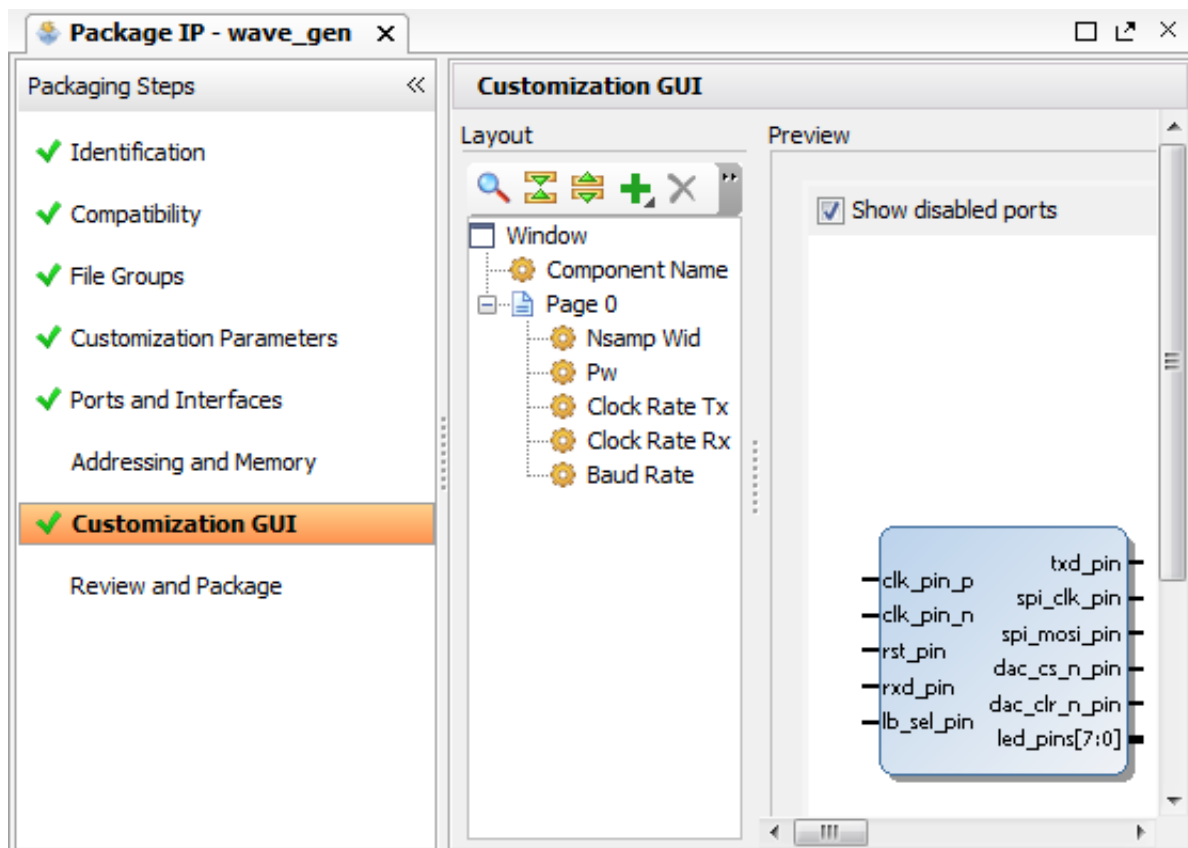 Package IP - wave_gen
Packaging Steps
Identification
Compatibility
File Groups
Customization Parameters
Ports and Interfaces
Addressing and Memory
Customization GUI
Review and Package
Customization GUI
Layout
Window
Component Name
Page 0
Nsamp Wid
Pw
Clock Rate Tx
Clock Rate Rx
Baud Rate
Preview
Show disabled ports
clk_pin_p
clk_pin_n
rst_pin
rxd_pin
lb_sel_pin
txd_pin
spi_clk_pin
spi_mosi_pin
dac_cs_n_pin
dac_clr_n_pin
led_pins[7:0]